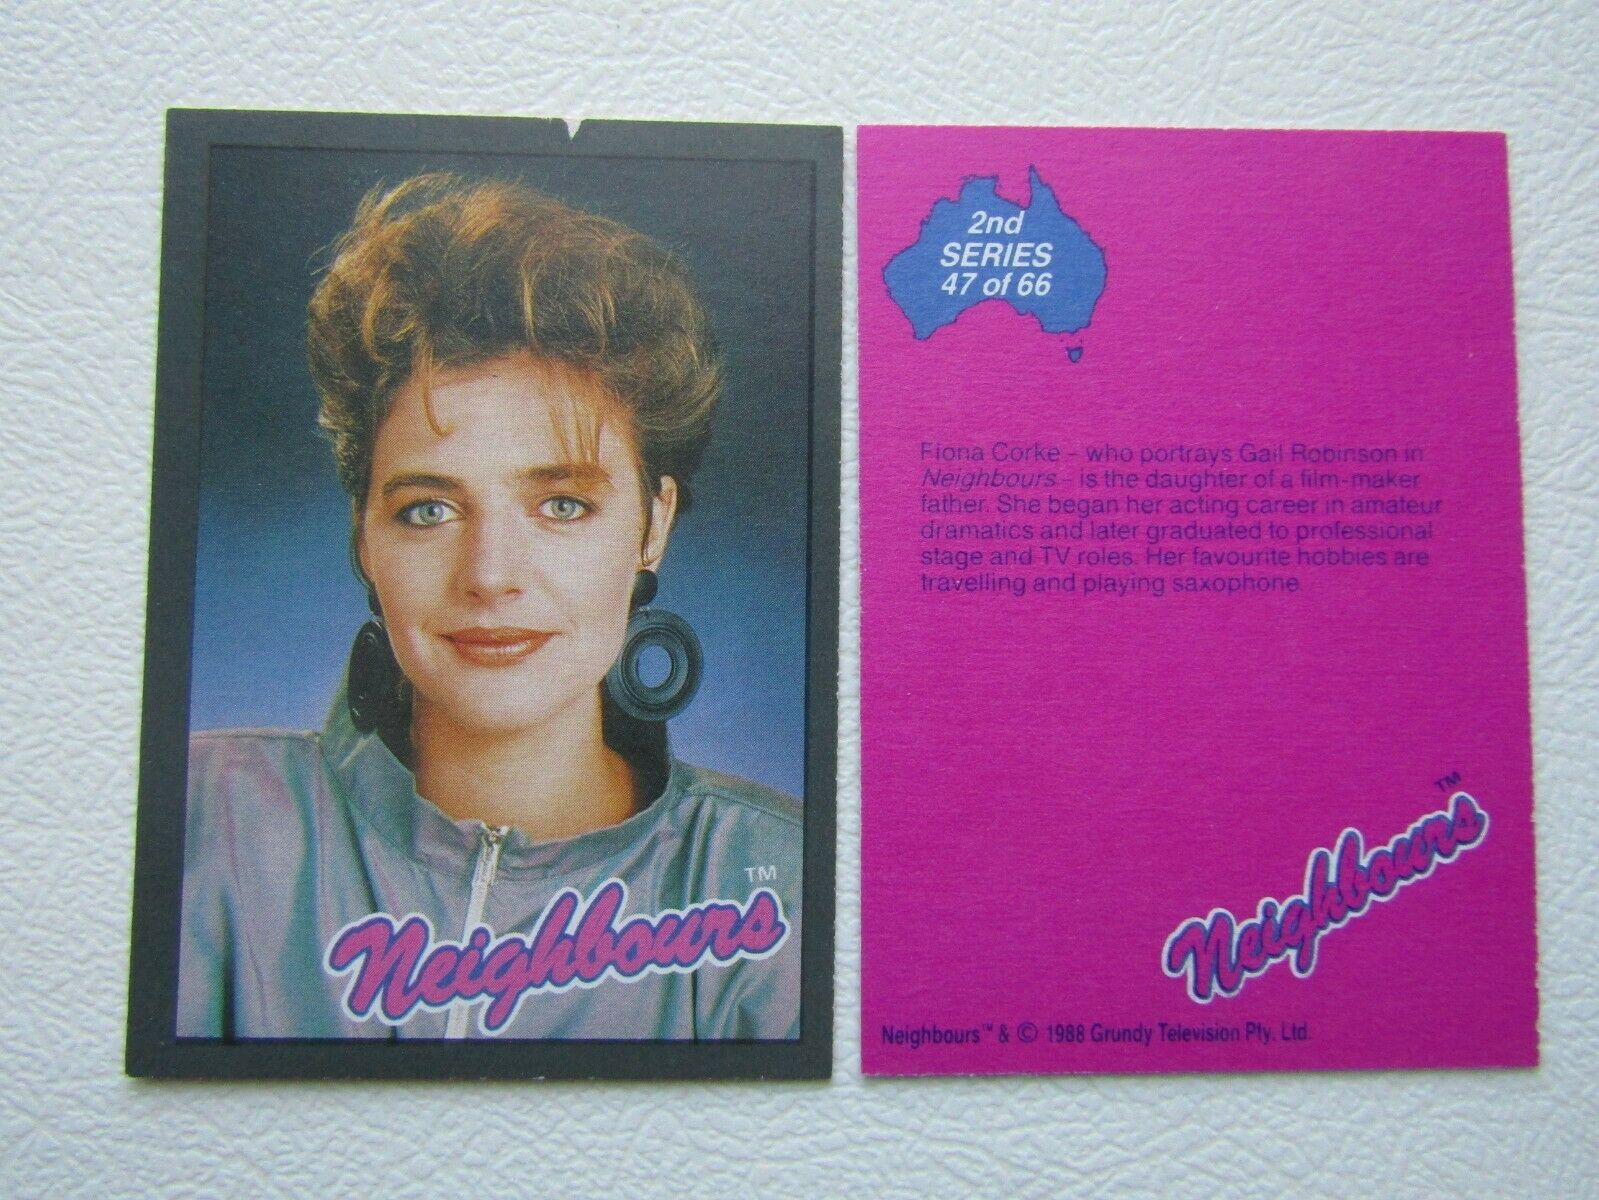 TM
Neighbours
2nd
SERIES
47 of 66
Fiona Corke - who portrays Gail Robinson in
Neighbours - is the daughter of a film-maker
father. She began her acting career in amateur
dramatics and later graduated to professional
stage and TV roles. Her favourite hobbies are
travelling and playing saxophone.
TM
Neighbours
Neighbours™ & © 1988 Grundy Television Pty. Ltd.